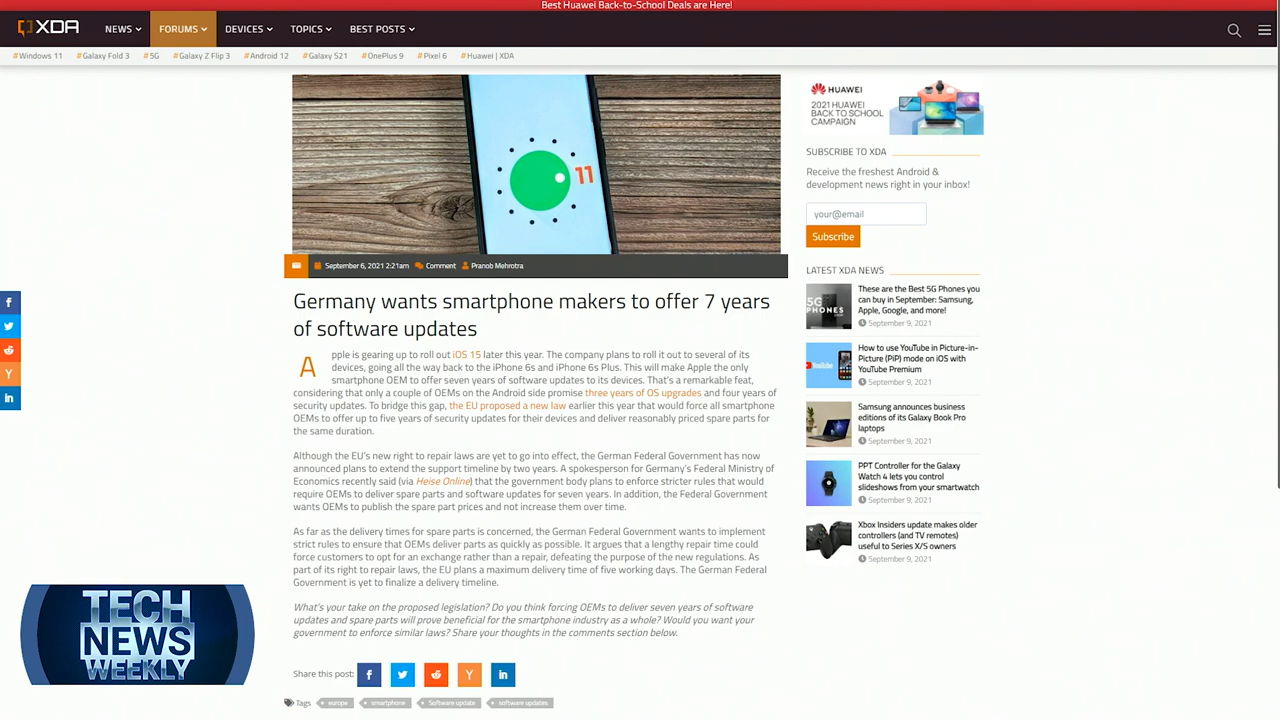 Best Huawei Back-to-School Deals are Here!
XDA NEWS FORUMS DEVICES TOPICS BEST POSTS
#Windows 11 #Galaxy Fold 3 #5G #Galaxy Z Flip 3 #Android 12 #Galaxy S21 #OnePlus 9 #Pixel 6 #Huawei | XDA
11
September 6, 2021 2:21am Comment Pranob Mehrotra
Germany wants smartphone makers to offer 7 years
of software updates
Apple is gearing up to roll out iOS 15 later this year. The company plans to roll it out to several of its
devices, going all the way back to the iPhone 6s and iPhone 6s Plus. This will make Apple the only
smartphone OEM to offer seven years of software updates to its devices. That's a remarkable feat,
considering that only a couple of OEMs on the Android side promise three years of OS upgrades and four years of
security updates. To bridge this gap, the EU proposed a new law earlier this year that would force all smartphone
OEMs to offer up to five years of security updates for their devices and deliver reasonably priced spare parts for
the same duration.
Although the EU's new right to repair laws are yet to go into effect, the German Federal Government has now
announced plans to extend the support timeline by two years. A spokesperson for Germany's Federal Ministry of
Economics recently said (via Heise Online) that the government body plans to enforce stricter rules that would
require OEMs to deliver spare parts and software updates for seven years. In addition, the Federal Government
wants OEMs to publish the spare part prices and not increase them over time.
As far as the delivery times for spare parts is concerned, the German Federal Government wants to implement
strict rules to ensure that OEMs deliver parts as quickly as possible. It argues that a lengthy repair time could
force customers to opt for an exchange rather than a repair, defeating the purpose of the new regulations. As
part of its right to repair laws, the EU plans a maximum delivery time of five working days. The German Federal
Government is yet to finalize a delivery timeline.
What's your take on the proposed legislation? Do you think forcing OEMs to deliver seven years of software
updates and spare parts will prove beneficial for the smartphone industry as a whole? Would you want your
government to enforce similar laws? Share your thoughts in the comments section below.
Share this post: f Y in
Tags europe smartphone Software update software updates
HUAWEI
2021 HUAWEI
BACK TO SCHOOL
CAMPAIGN
SUBSCRIBE TO XDA
Receive the freshest Android &
development news right in your inbox!
your@email
Subscribe
LATEST XDA NEWS
5G
PHONES
These are the Best 5G Phones you
can buy in September: Samsung,
Apple, Google, and more!
September 9, 2021
YouTube
How to use YouTube in Picture-in-
Picture (PiP) mode on iOS with
YouTube Premium
September 9, 2021
Samsung announces business
editions of its Galaxy Book Pro
laptops
September 9, 2021
PPT Controller for the Galaxy
Watch 4 lets you control
slideshows from your smartwatch
September 9, 2021
Xbox Insiders update makes older
controllers (and TV remotes)
useful to Series X/S owners
September 9, 2021
f
Y
in
TECH
NEWS
WEEKLY